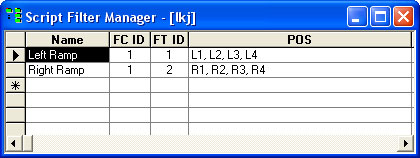 Script Filter Manager - [lkj]
Name FC ID FT ID POS
Left Ramp 1 1 L1, L2, L3, L4
Right Ramp 1 2 R1, R2, R3, R4